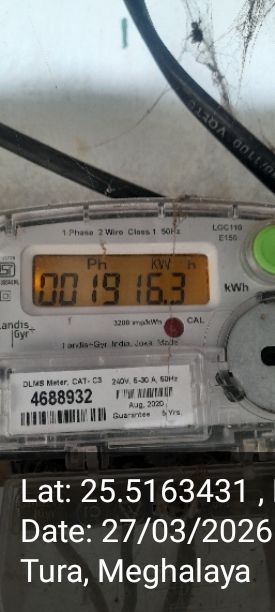 VGETC
1 Phase 2 Wire Class 1 50Hz
LGC110
E150
Ph KW h
001916.3
kWh
3200 imp/kWh
CAL
Landis+
Gyr
Landis+Gyr, India, Joka, Made
DLMS Meter, CAT- C3
240V, 5-30 A, 50Hz
4688932
Aug, 2020
Guarantee 5 Yrs.
Lat: 25.5163431 ,
Date: 27/03/2026
Tura, Meghalaya